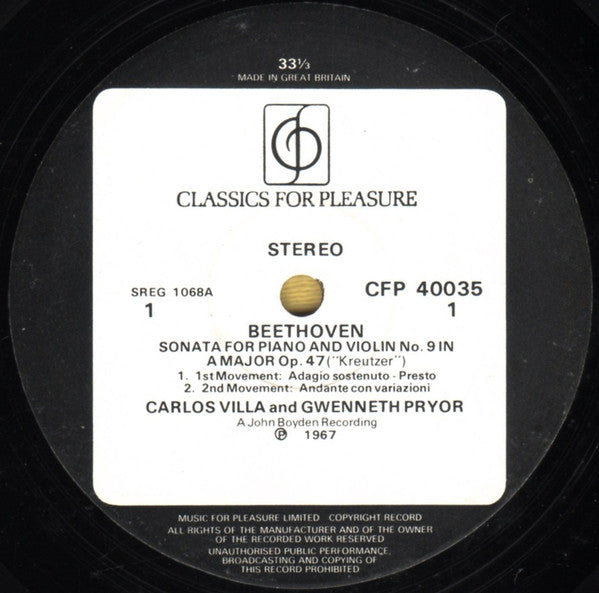 33⅓
MADE IN GREAT BRITAIN
CLASSICS FOR PLEASURE
STEREO
SREG 1068A
CFP 40035
1
1
BEETHOVEN
SONATA FOR PIANO AND VIOLIN No. 9 IN
A MAJOR Op. 47 ("Kreutzer")
1. 1st Movement: Adagio sostenuto - Presto
2. 2nd Movement: Andante con variazioni
CARLOS VILLA and GWENNETH PRYOR
A John Boyden Recording
℗ 1967
MUSIC FOR PLEASURE LIMITED COPYRIGHT RECORD
ALL RIGHTS OF THE MANUFACTURER AND OF THE OWNER
OF THE RECORDED WORK RESERVED
UNAUTHORISED PUBLIC PERFORMANCE,
BROADCASTING AND COPYING OF
THIS RECORD PROHIBITED